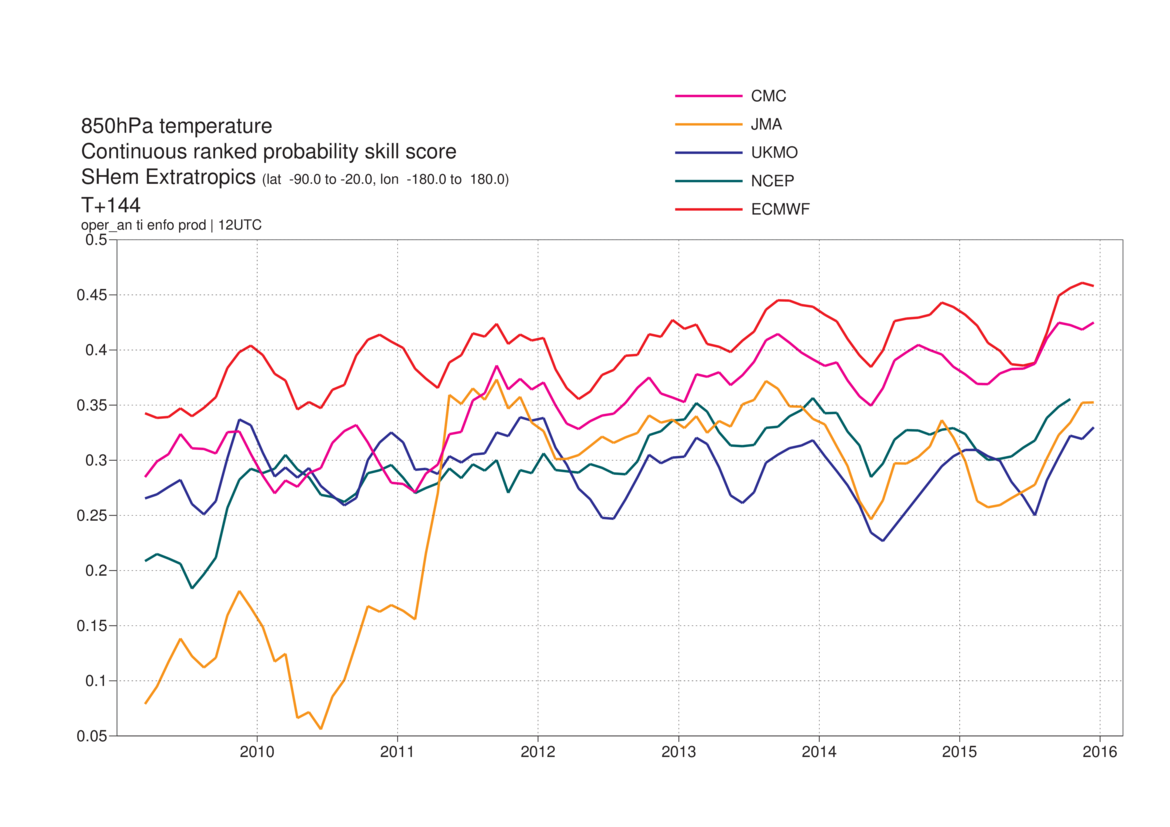 850hPa temperature
Continuous ranked probability skill score
SHem Extratropics (lat -90.0 to -20.0, lon -180.0 to 180.0)
T+144
oper_an ti enfo prod | 12UTC
CMC
JMA
UKMO
NCEP
ECMWF
0.5
0.45
0.4
0.35
0.3
0.25
0.2
0.15
0.1
0.05
2010 2011 2012 2013 2014 2015 2016